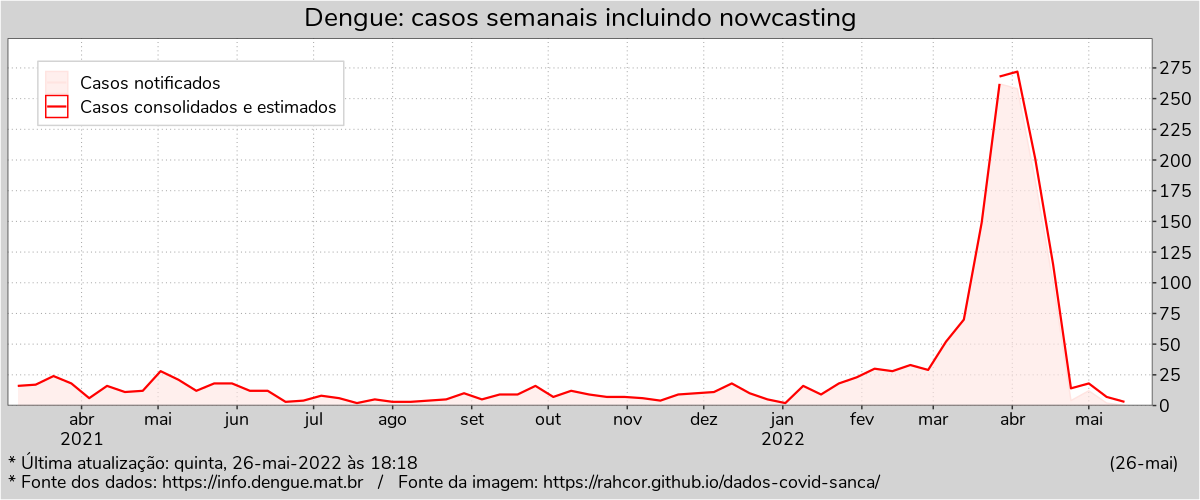 Dengue: casos semanais incluindo nowcasting
Casos notificados
Casos consolidados e estimados
275
250
225
200
175
150
125
100
75
50
25
0
abr mai jun jul ago set out nov dez jan fev mar abr mai
2021 2022
* Última atualização: quinta, 26-mai-2022 às 18:18 (26-mai)
* Fonte dos dados: https://info.dengue.mat.br / Fonte da imagem: https://rahcor.github.io/dados-covid-sanca/